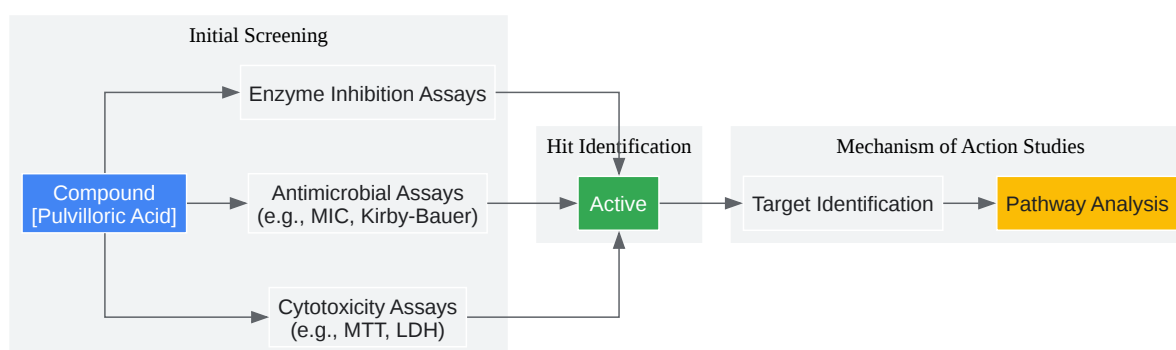 Initial Screening
Enzyme Inhibition Assays
Hit Identification
Mechanism of Action Studies
Compound
[Pulvilloric Acid]
Antimicrobial Assays
(e.g., MIC, Kirby-Bauer)
Active
Target Identification
Pathway Analysis
Cytotoxicity Assays
(e.g., MTT, LDH)